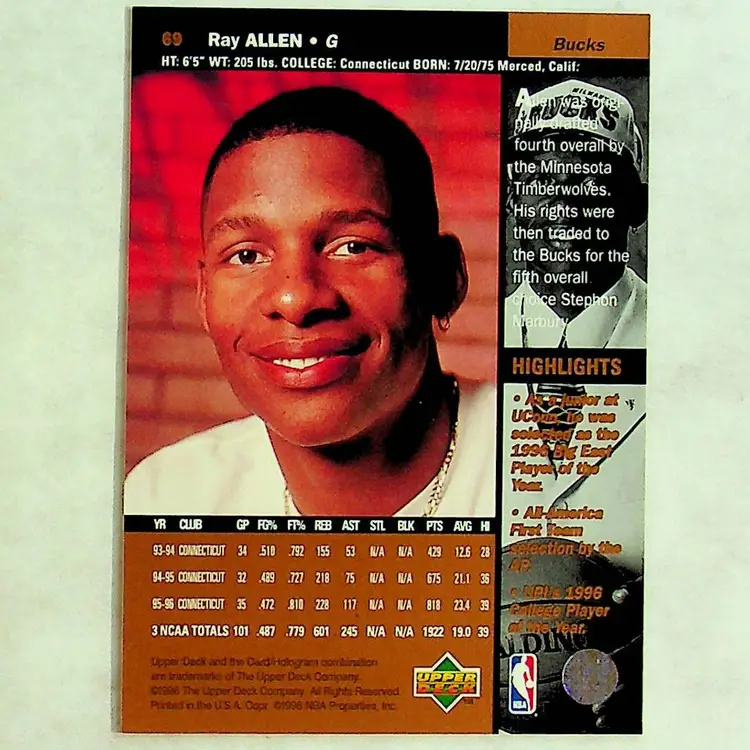 69 Ray ALLEN • G
Bucks
HT: 6'5" WT: 205 lbs. COLLEGE: Connecticut BORN: 7/20/75 Merced, Calif.
MILWAUKEE
BUCKS
Allen was origi-
nally drafted
fourth overall by
the Minnesota
Timberwolves.
His rights were
then traded to
the Bucks for the
fifth overall
choice Stephon
Marbury.
HIGHLIGHTS
• As a junior at
UConn, he was
selected as the
1996 Big East
Player of the
Year.
• All-America
First Team
selection by the
AP.
• UPI's 1996
College Player
of the Year.
YR CLUB GP FG% FT% REB AST STL BLK PTS AVG HI
93-94 CONNECTICUT 34 .510 .792 155 53 N/A N/A 429 12.6 28
94-95 CONNECTICUT 32 .489 .727 218 75 N/A N/A 675 21.1 36
95-96 CONNECTICUT 35 .472 .810 228 117 N/A N/A 818 23.4 39
3 NCAA TOTALS 101 .487 .779 601 245 N/A N/A 1922 19.0 39
Upper Deck and the Card/Hologram combination
are trademarks of The Upper Deck Company.
©1996 The Upper Deck Company. All Rights Reserved.
Printed in the U.S.A. Copr. ©1996 NBA Properties, Inc.
UPPER
DECK
NBA